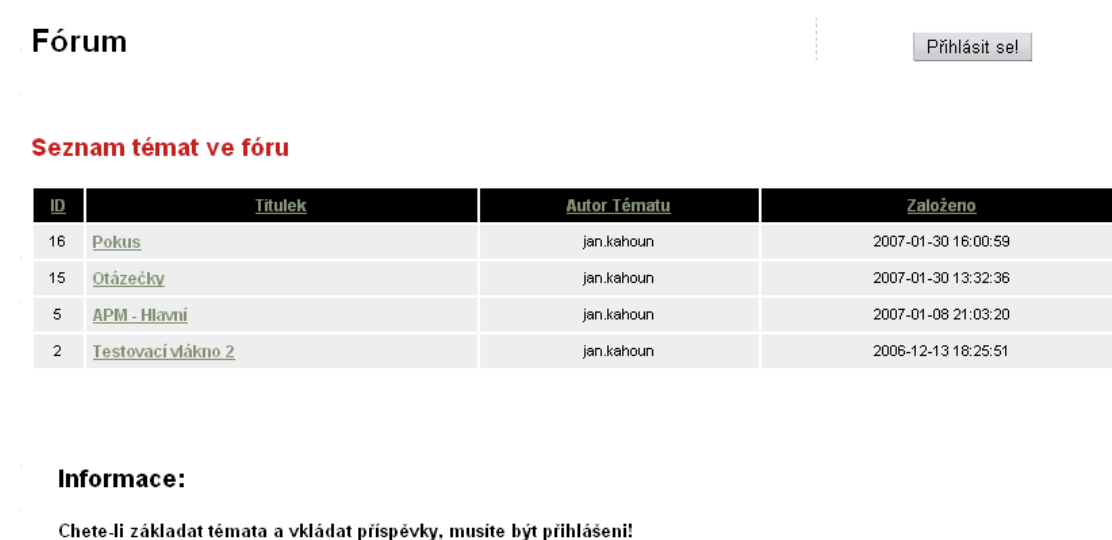 Fórum
Přihlásit se!
Seznam témat ve fóru
ID Titulek Autor Tématu Založeno
16 Pokus jan.kahoun 2007-01-30 16:00:59
15 Otázečky jan.kahoun 2007-01-30 13:32:36
5 APM - Hlavní jan.kahoun 2007-01-08 21:03:20
2 Testovací vlákno 2 jan.kahoun 2006-12-13 18:25:51
Informace:
Chete-li základat témata a vkládat příspěvky, musíte být přihlášeni!